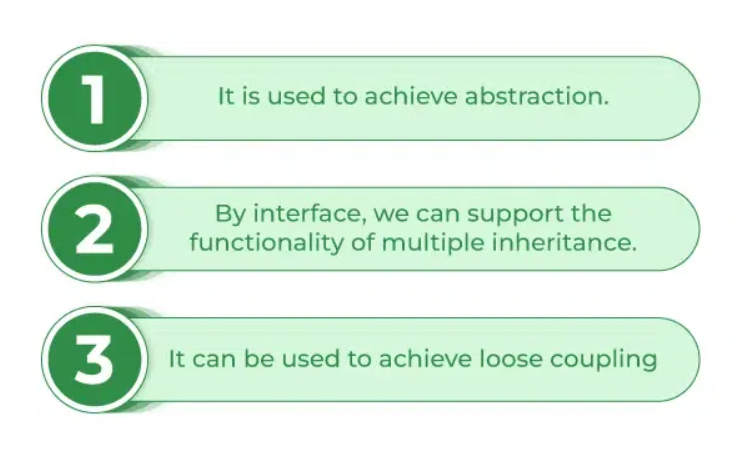 1
It is used to achieve abstraction.
2
By interface, we can support the
functionality of multiple inheritance.
3
It can be used to achieve loose coupling